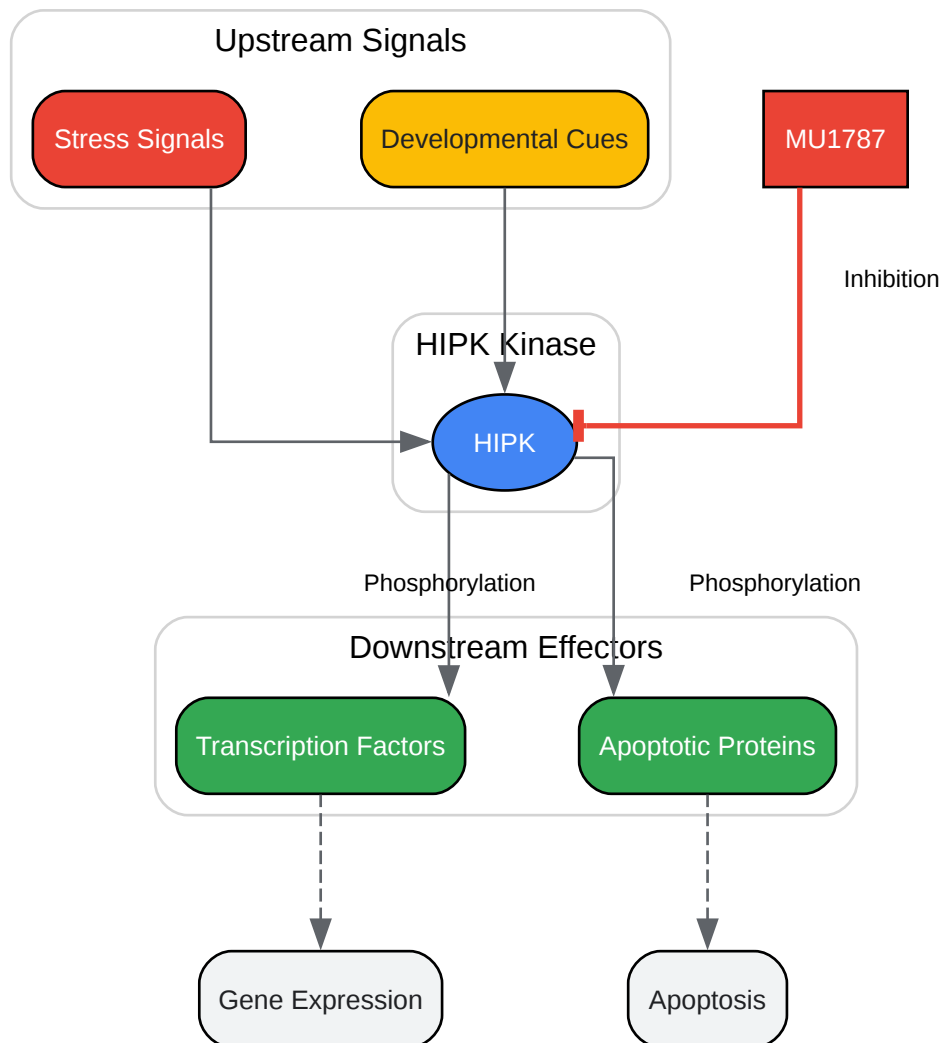 Upstream Signals
Stress Signals
Developmental Cues
MU1787
Inhibition
HIPK Kinase
HIPK
Phosphorylation
Phosphorylation
Downstream Effectors
Transcription Factors
Apoptotic Proteins
Gene Expression
Apoptosis